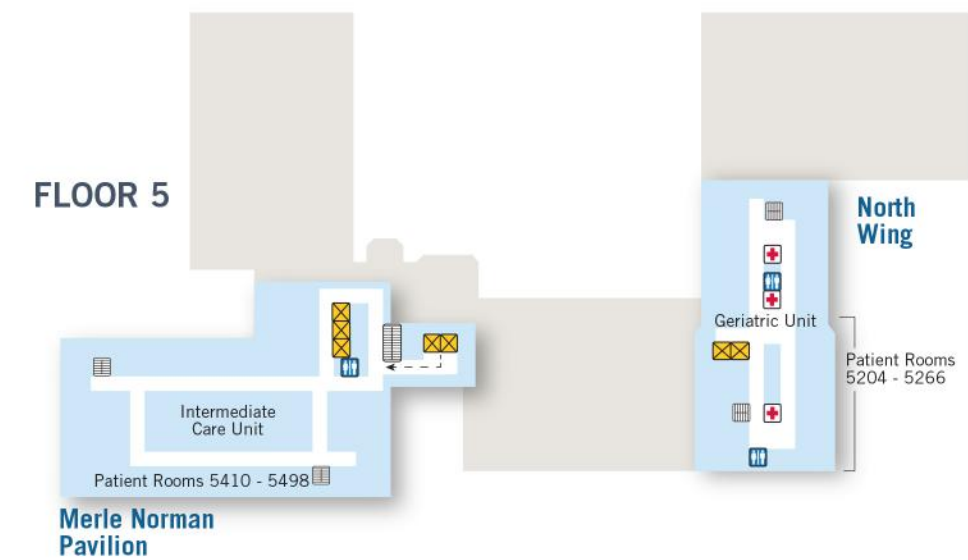 FLOOR 5
North
Wing
Geriatric Unit
Patient Rooms
5204 - 5266
Intermediate
Care Unit
Patient Rooms 5410 - 5498
Merle Norman
Pavilion